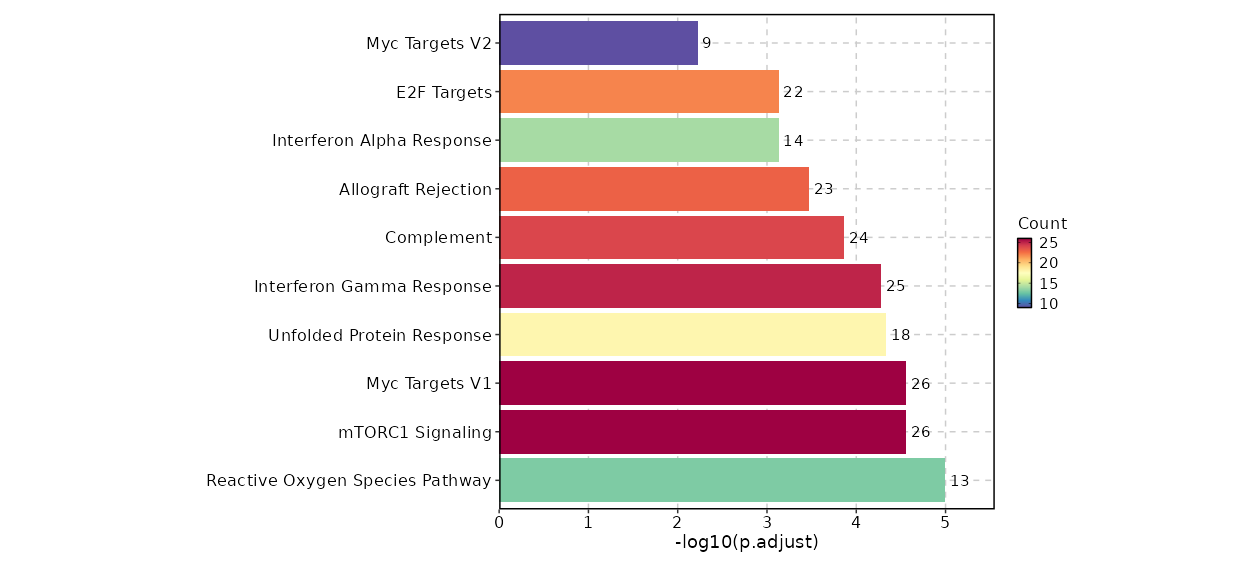 Myc Targets V2 9
E2F Targets 22
Interferon Alpha Response 14
Allograft Rejection 23
Complement 24
Interferon Gamma Response 25
Unfolded Protein Response 18
Myc Targets V1 26
mTORC1 Signaling 26
Reactive Oxygen Species Pathway 13
0 1 2 3 4 5
-log10(p.adjust)
Count
25
20
15
10